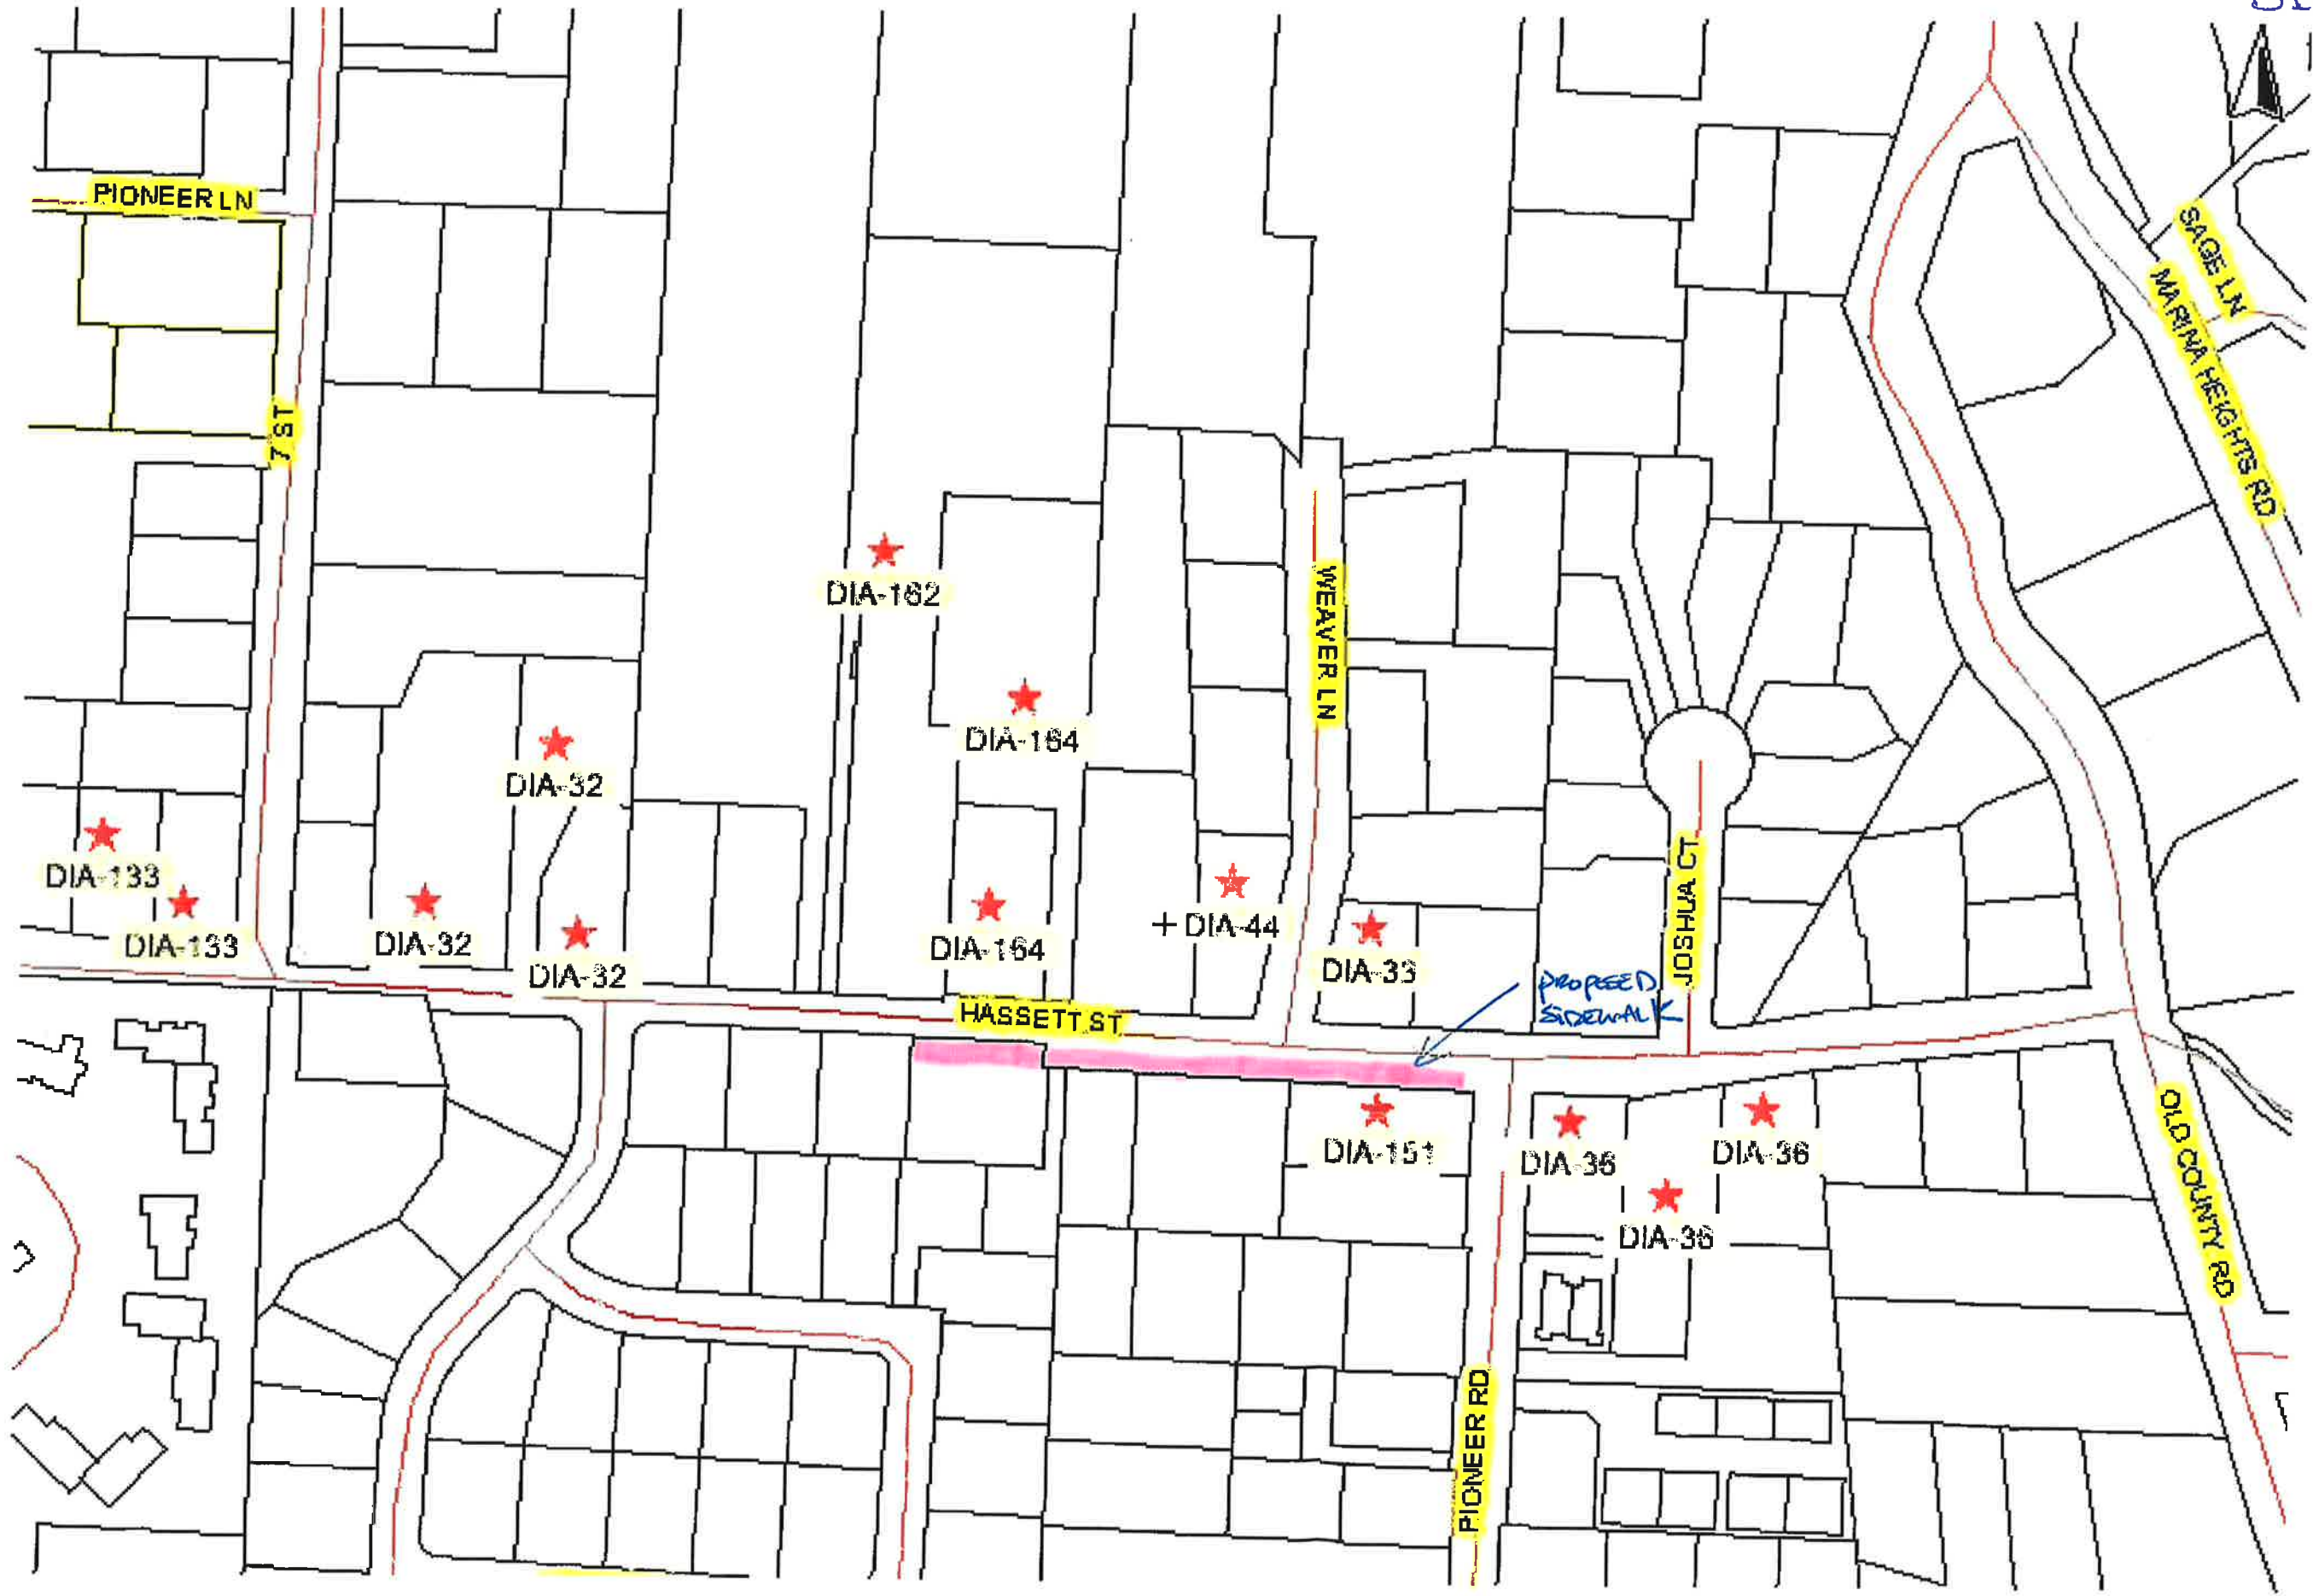 PIONEER LN
SAGE LN
MARINA HEIGHTS RD
7 ST
DIA-162
WEAVER LN
DIA-164
DIA-32
DIA-133
JOSHUA CT
DIA-133
DIA-32
DIA-32
DIA-164
+ DIA-44
DIA-33
PROPOSED
SIDEWALK
HASSETT ST
DIA-151
DIA-36
DIA-36
DIA-36
OLD COUNTY RD
PIONEER RD